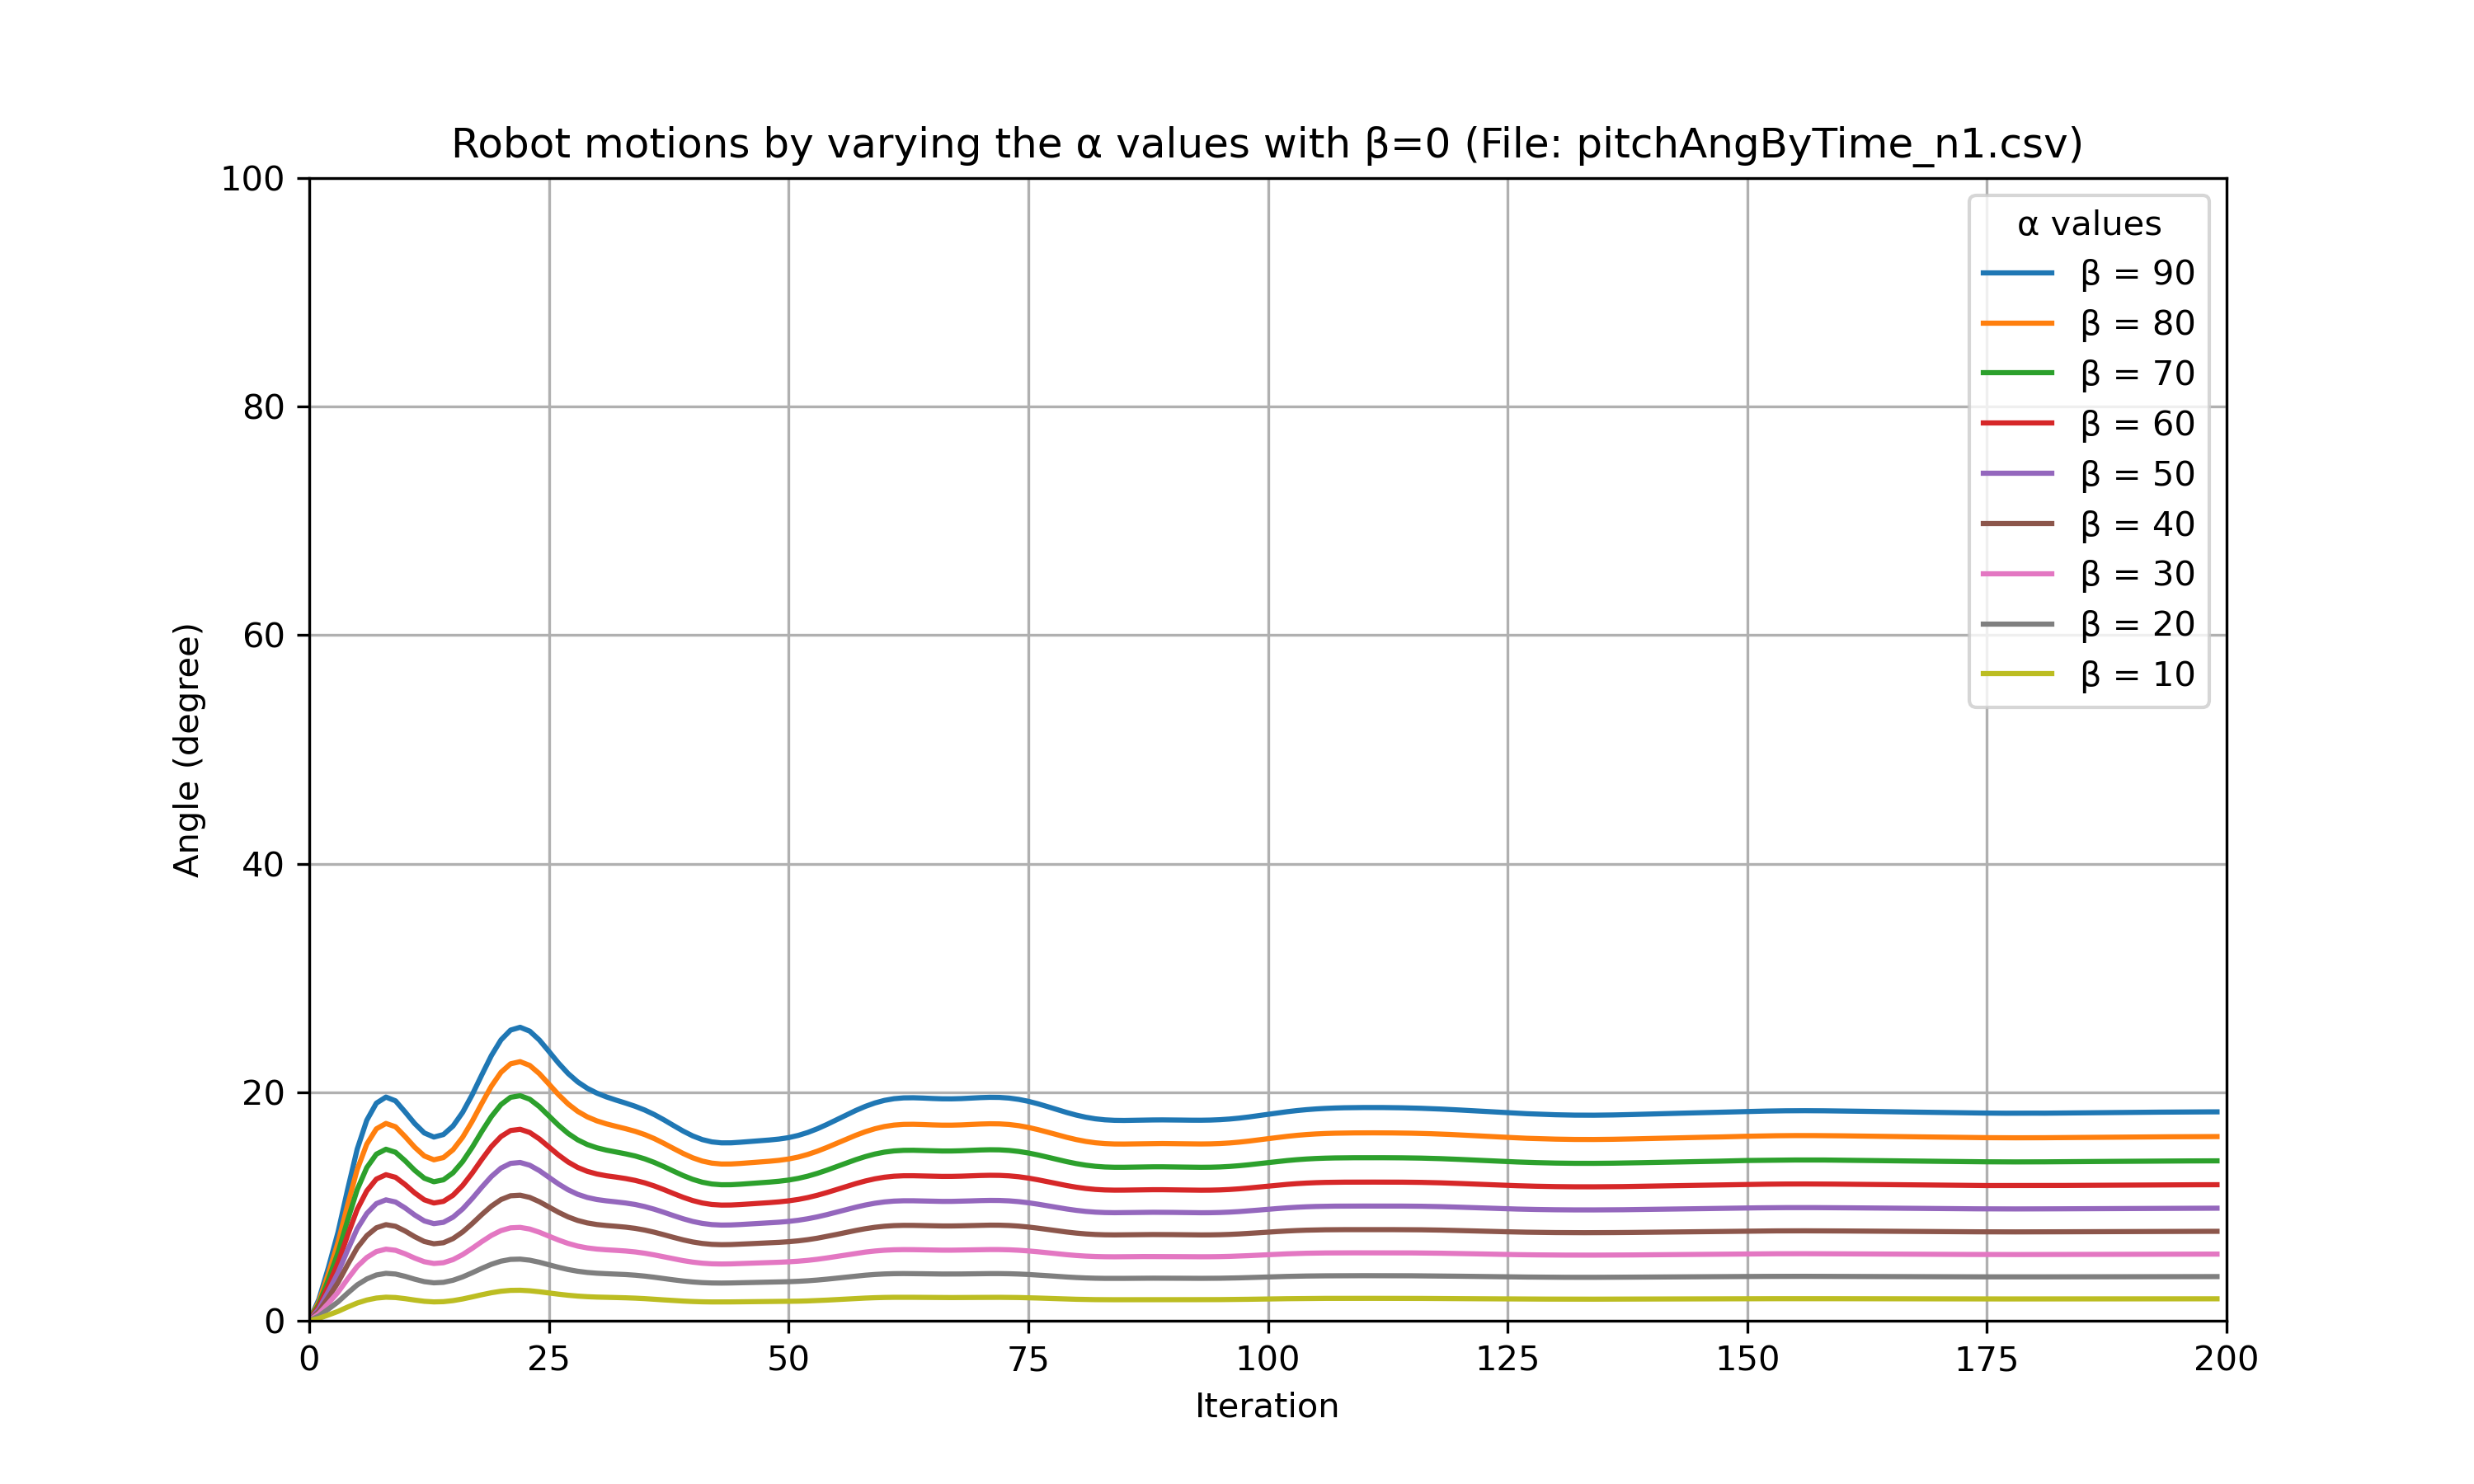 Robot motions by varying the α values with β=0 (File: pitchAngByTime_n1.csv)
100
80
60
40
20
0
Angle (degree)
α values
β = 90
β = 80
β = 70
β = 60
β = 50
β = 40
β = 30
β = 20
β = 10
0 25 50 75 100 125 150 175 200
Iteration